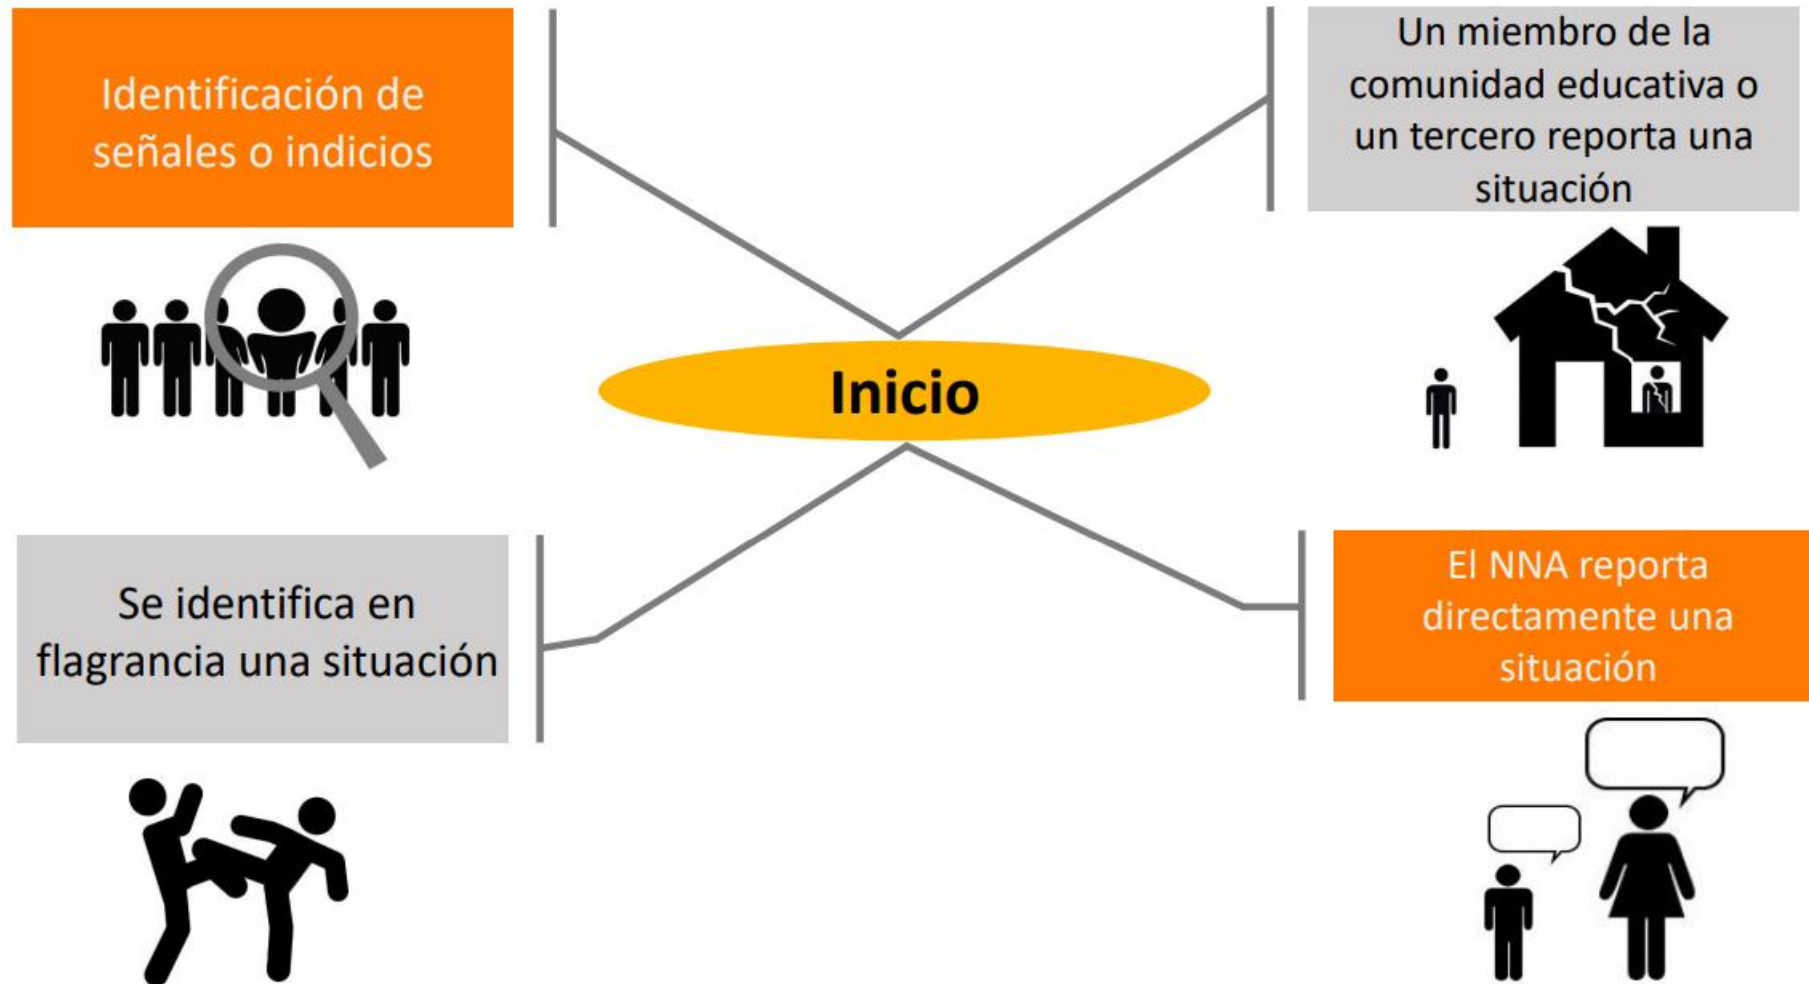 Identificación de
señales o indicios
Un miembro de la
comunidad educativa o
un tercero reporta una
situación
Inicio
Se identifica en
flagrancia una situación
El NNA reporta
directamente una
situación